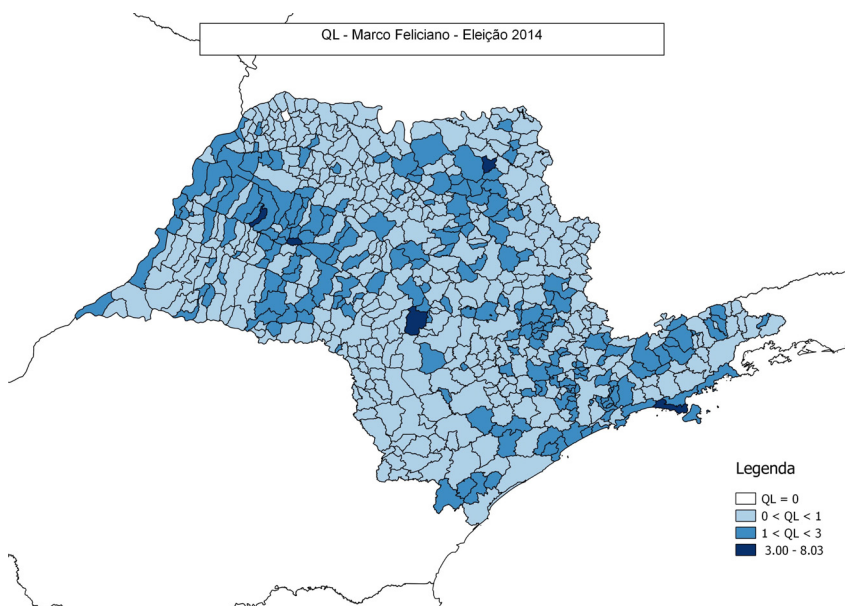 QL - Marco Feliciano - Eleição 2014
Legenda
QL = 0
0 < QL < 1
1 < QL < 3
3.00 - 8.03